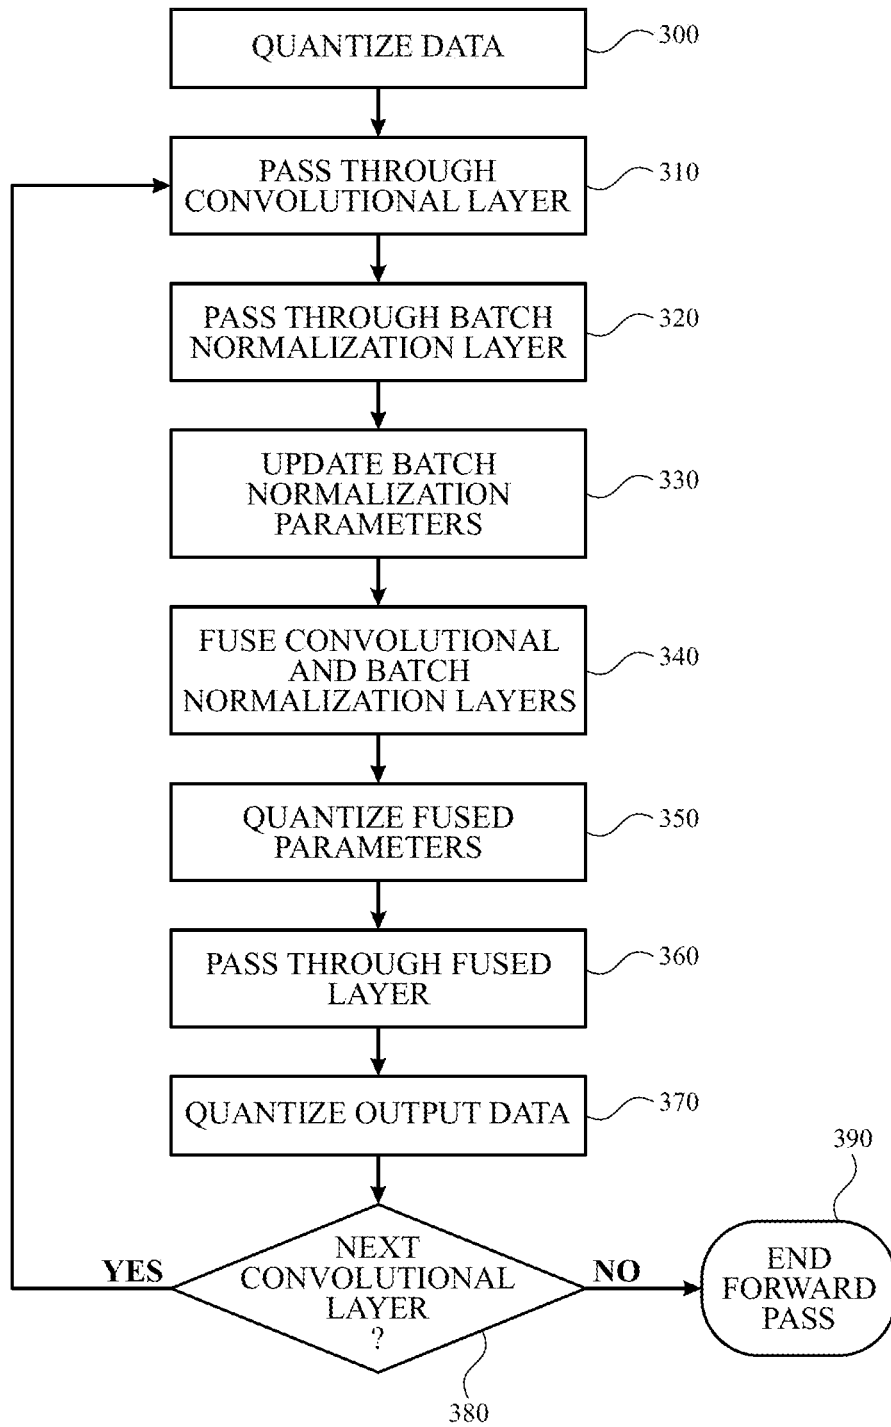 QUANTIZE DATA
300
PASS THROUGH
CONVOLUTIONAL LAYER
310
PASS THROUGH BATCH
NORMALIZATION LAYER
320
UPDATE BATCH
NORMALIZATION
PARAMETERS
330
FUSE CONVOLUTIONAL
AND BATCH
NORMALIZATION LAYERS
340
QUANTIZE FUSED
PARAMETERS
350
PASS THROUGH FUSED
LAYER
360
QUANTIZE OUTPUT DATA
370
NEXT
CONVOLUTIONAL
LAYER
?
380
YES
NO
390
END
FORWARD
PASS